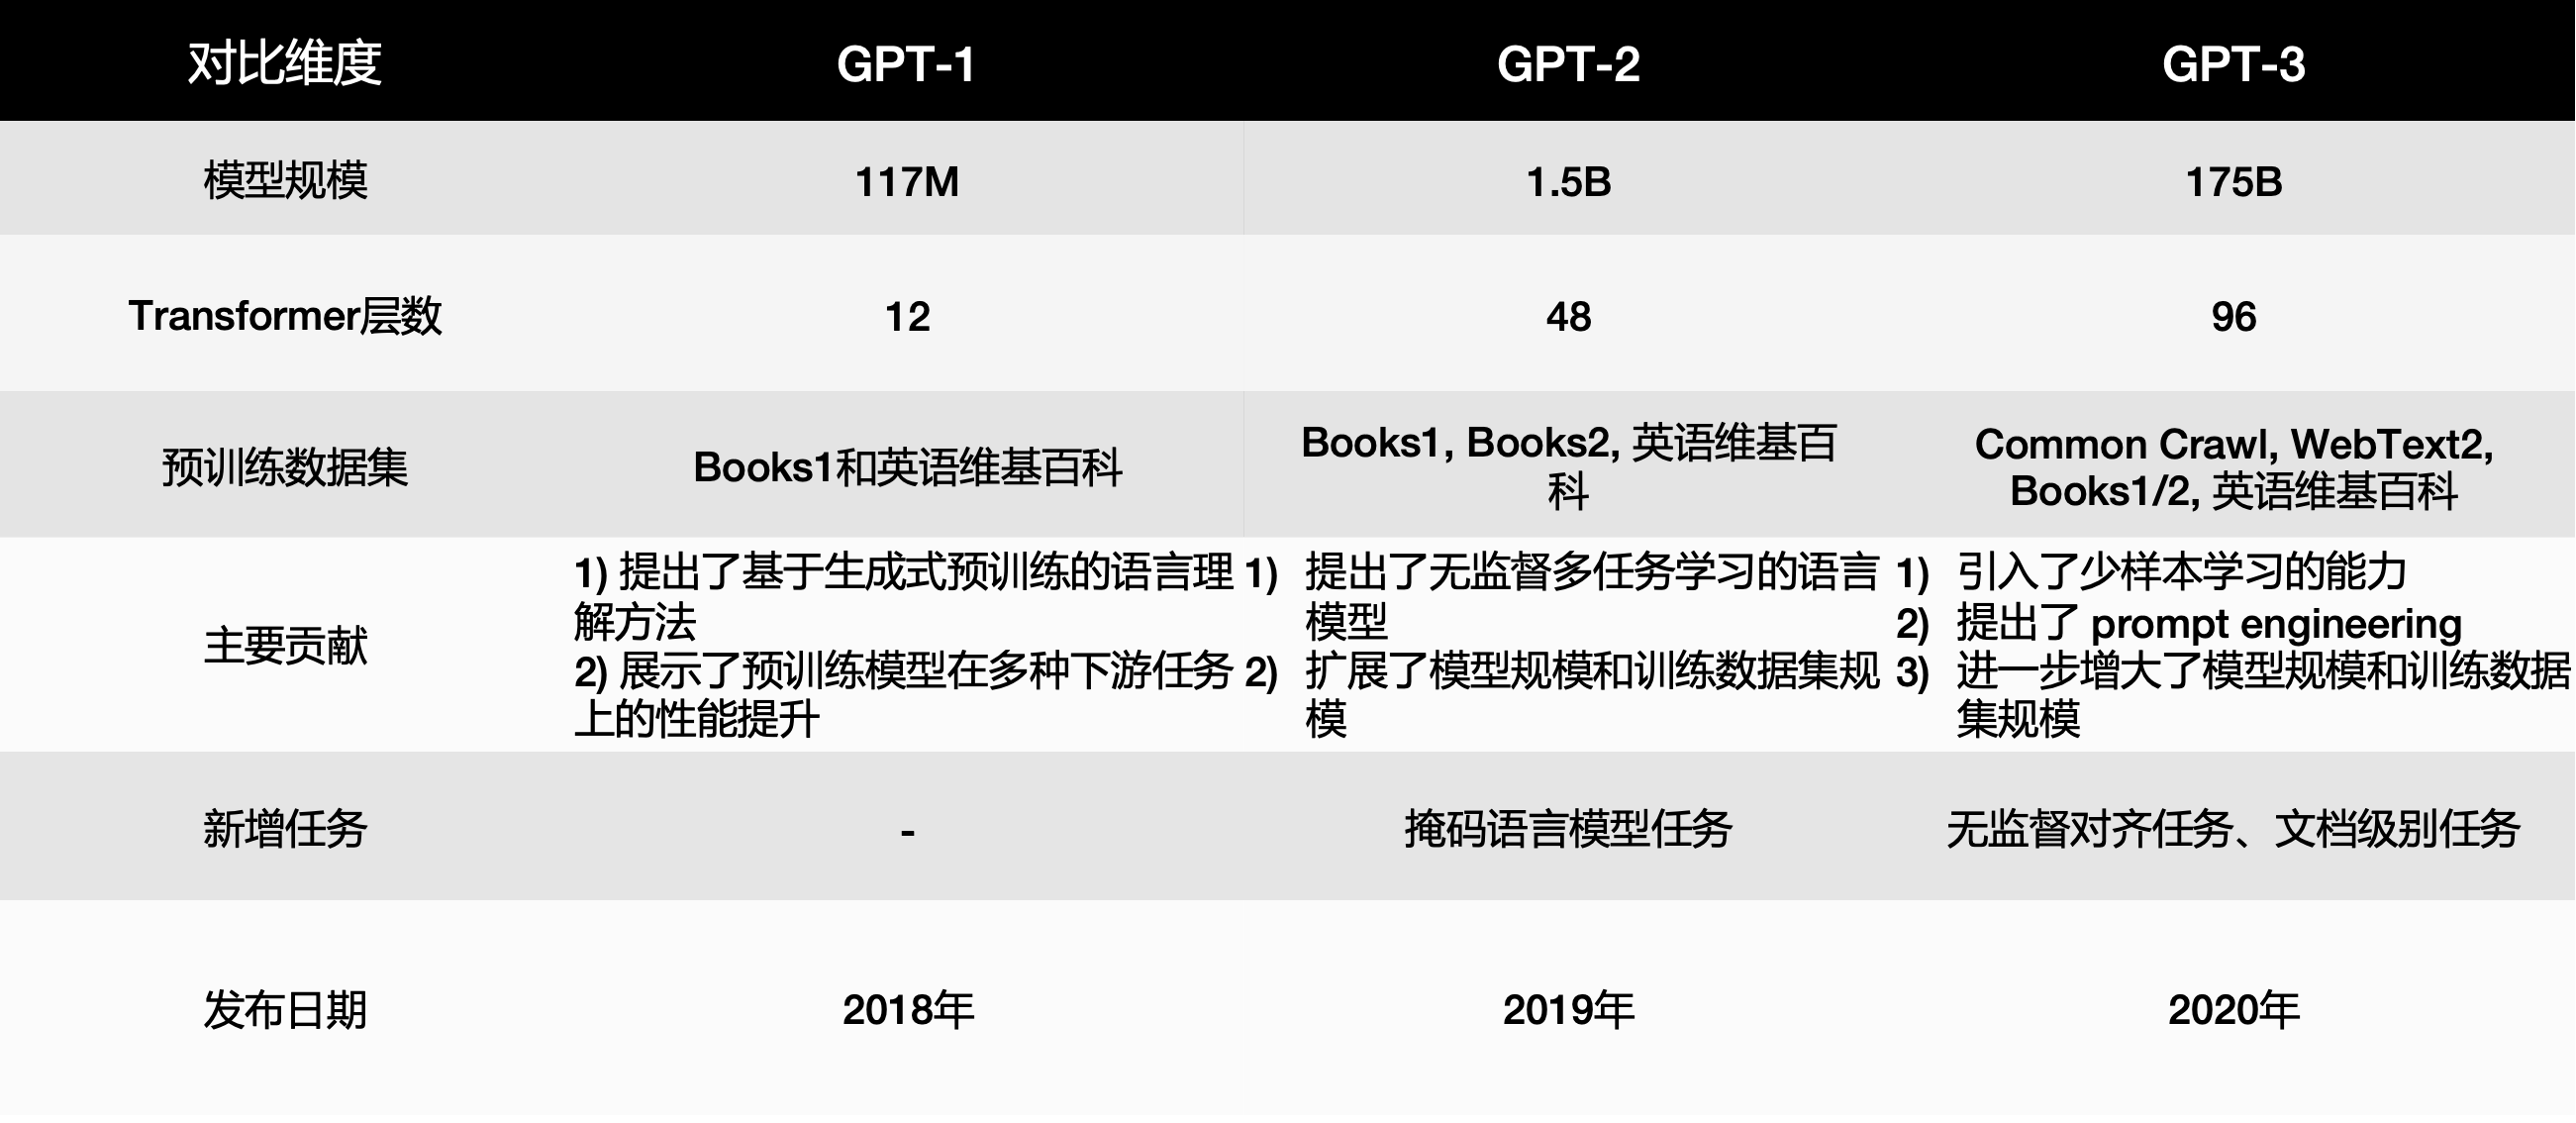 对比维度 GPT-1 GPT-2 GPT-3
模型规模 117M 1.5B 175B
Transformer层数 12 48 96
预训练数据集 Books1和英语维基百科 Books1, Books2, 英语维基百
科 Common Crawl, WebText2,
Books1/2, 英语维基百科
主要贡献
1) 提出了基于生成式预训练的语言理
解方法
2) 展示了预训练模型在多种下游任务
上的性能提升
1) 提出了无监督多任务学习的语言
模型
2) 扩展了模型规模和训练数据集规
模
1) 引入了少样本学习的能力
2) 提出了 prompt engineering
3) 进一步增大了模型规模和训练数据
集规模
新增任务 - 掩码语言模型任务 无监督对齐任务、文档级别任务
发布日期 2018年 2019年 2020年